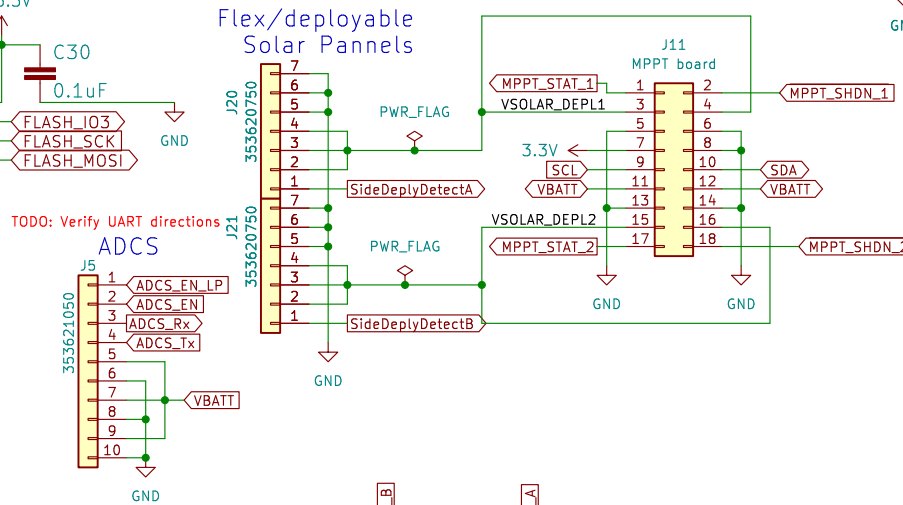 3.3V
C30
0.1uF
GND
FLASH_IO3
FLASH_SCK
FLASH_MOSI
Flex/deployable
Solar Pannels
J20
353620750
7
6
5
4
3
2
1
PWR_FLAG
SideDeplyDetectA
J21
353620750
7
6
5
4
3
2
1
PWR_FLAG
SideDeplyDetectB
GND
J11
MPPT board
MPPT_STAT_1
1
2
MPPT_SHDN_1
VSOLAR_DEPL1
3
4
5
6
3.3V
7
8
SCL
9
10
SDA
VBATT
11
12
VBATT
13
14
VSOLAR_DEPL2
15
16
MPPT_STAT_2
17
18
MPPT_SHDN_2
GND
GND
TODO: Verify UART directions
ADCS
J5
353621050
1
ADCS_EN_LP
2
ADCS_EN
3
ADCS_Rx
4
ADCS_Tx
5
6
7
VBATT
8
9
10
GND
B
A